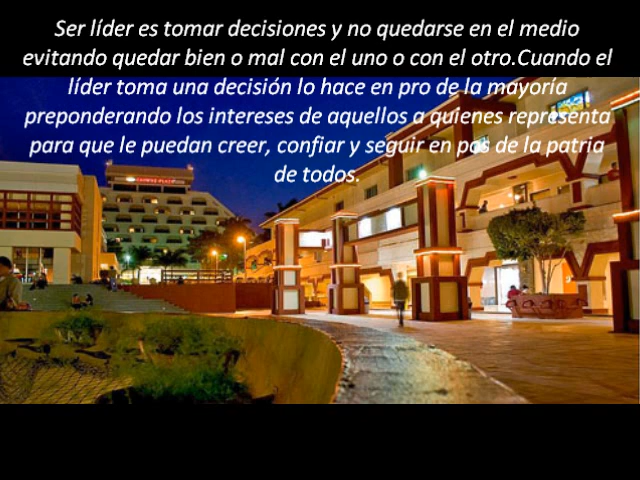 Ser líder es tomar decisiones y no quedarse en el medio
evitando quedar bien o mal con el uno o con el otro.Cuando el
líder toma una decisión lo hace en pro de la mayoría
preponderando los intereses de aquellos a quienes representa
para que le puedan creer, confiar y seguir en pos de la patria
de todos.